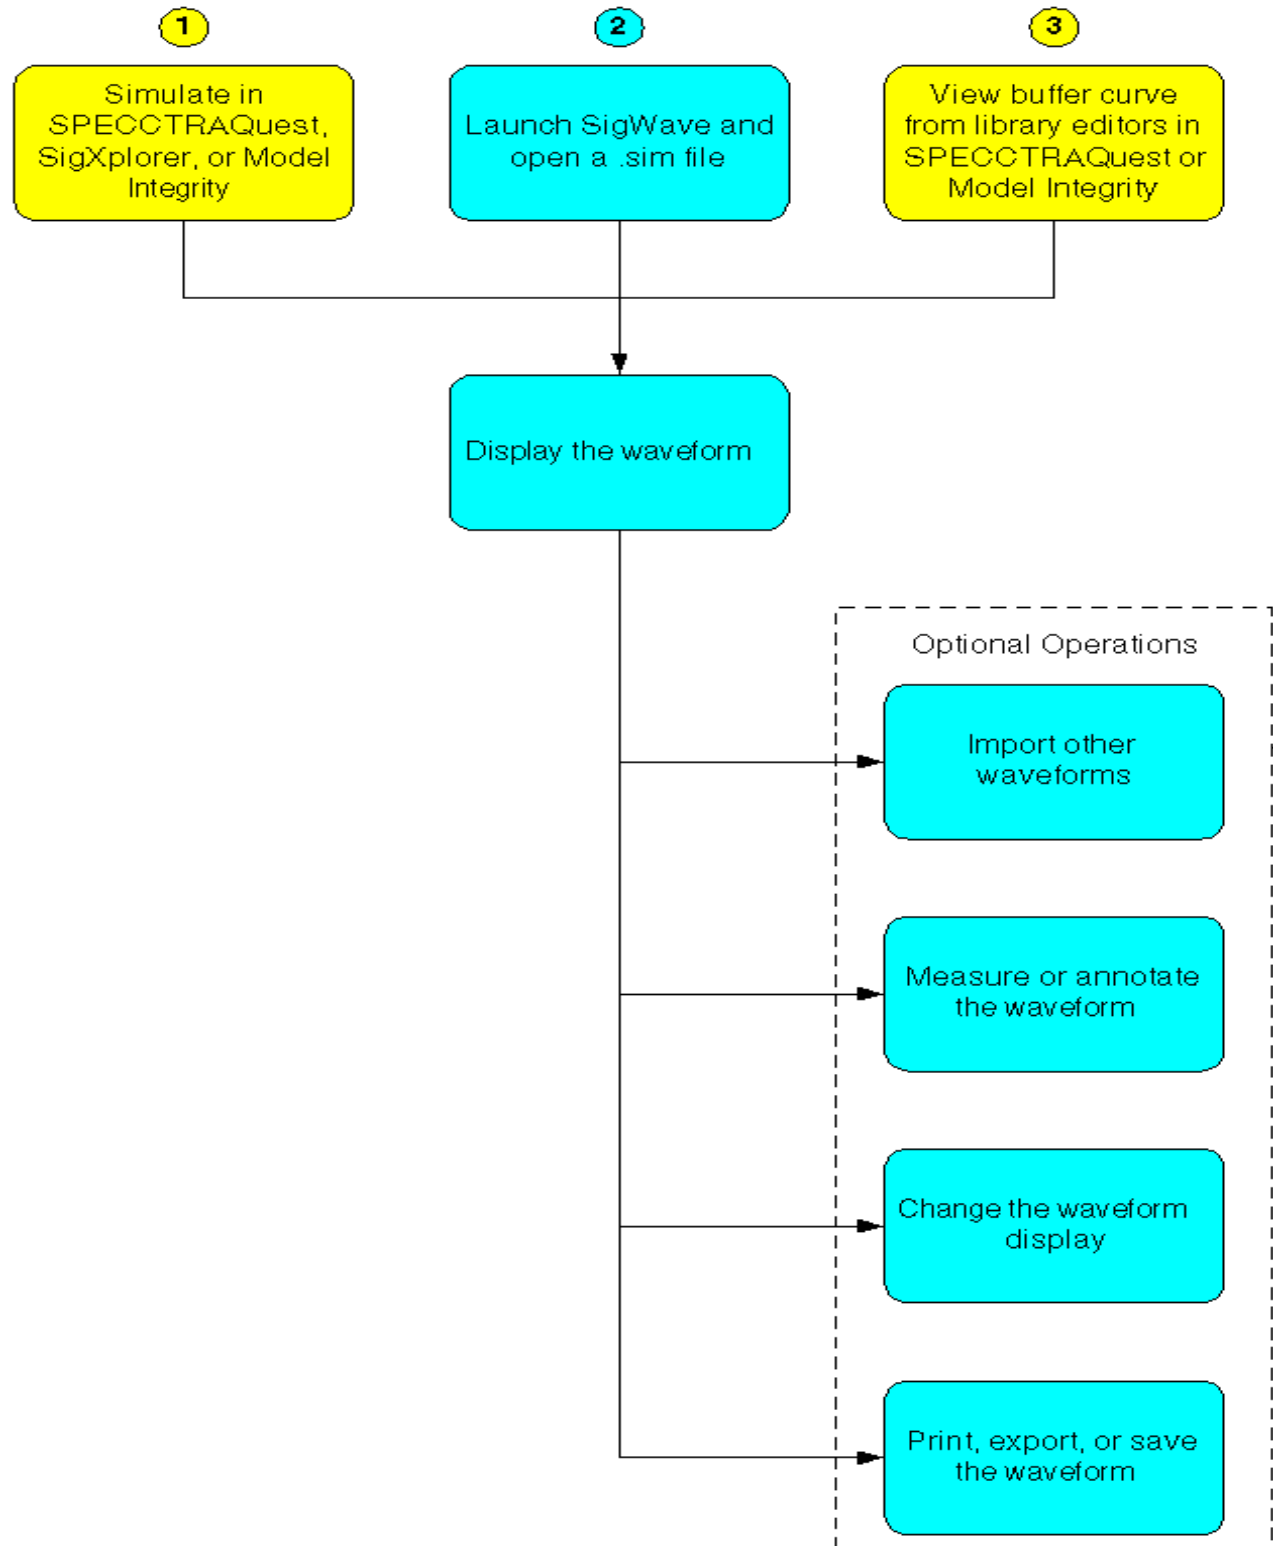 1
2
3
Simulate in
SPECCTRAQuest,
SigXplorer, or Model
Integrity
Launch SigWave and
open a .sim file
View buffer curve
from library editors in
SPECCTRAQuest or
Model Integrity
Display the waveform
Optional Operations
Import other
waveforms
Measure or annotate
the waveform
Change the waveform
display
Print, export, or save
the waveform